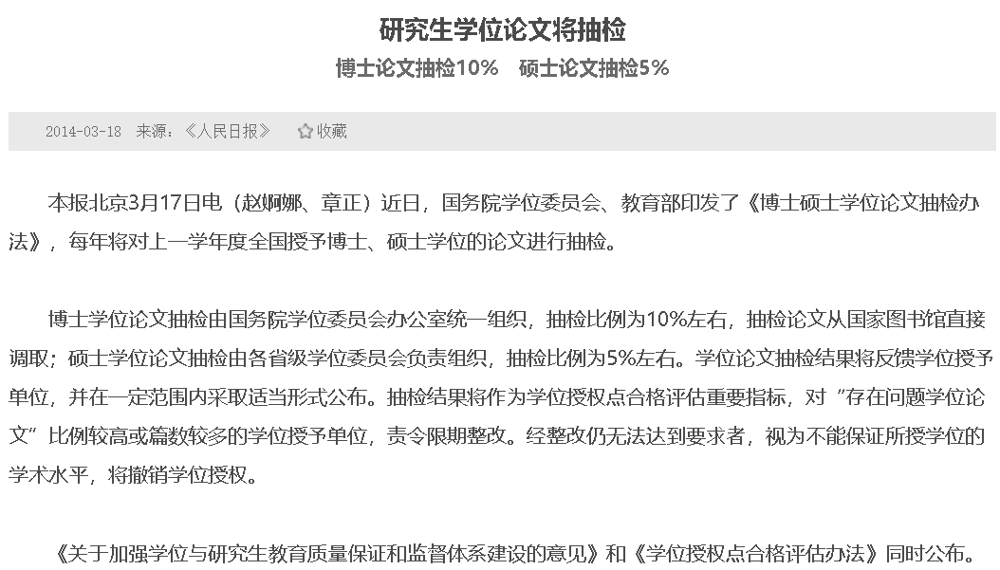 研究生学位论文将抽检
博士论文抽检10%　硕士论文抽检5%
2014-03-18 来源：《人民日报》 收藏
本报北京3月17日电（赵婀娜、章正）近日，国务院学位委员会、教育部印发了《博士硕士学位论文抽检办
法》，每年将对上一学年度全国授予博士、硕士学位的论文进行抽检。
博士学位论文抽检由国务院学位委员会办公室统一组织，抽检比例为10%左右，抽检论文从国家图书馆直接
调取；硕士学位论文抽检由各省级学位委员会负责组织，抽检比例为5%左右。学位论文抽检结果将反馈学位授予
单位，并在一定范围内采取适当形式公布。抽检结果将作为学位授权点合格评估重要指标，对“存在问题学位论
文”比例较高或篇数较多的学位授予单位，责令限期整改。经整改仍无法达到要求者，视为不能保证所授学位的
学术水平，将撤销学位授权。
《关于加强学位与研究生教育质量保证和监督体系建设的意见》和《学位授权点合格评估办法》同时公布。